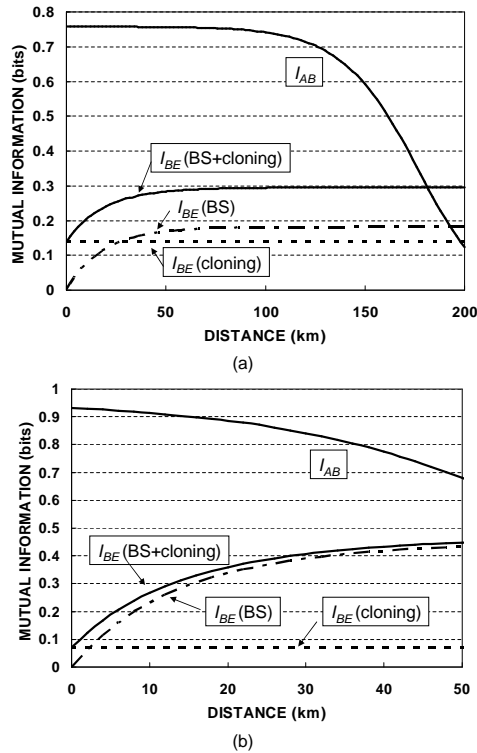 0.8
0.7
0.6
0.5
0.4
0.3
0.2
0.1
0
MUTUAL INFORMATION (bits)
I_AB
I_BE (BS+cloning)
I_BE (BS)
I_BE (cloning)
0 50 100 150 200
DISTANCE (km)
(a)
1
0.9
0.8
0.7
0.6
0.5
0.4
0.3
0.2
0.1
0
MUTUAL INFORMATION (bits)
I_AB
I_BE (BS+cloning)
I_BE (BS)
I_BE (cloning)
0 10 20 30 40 50
DISTANCE (km)
(b)